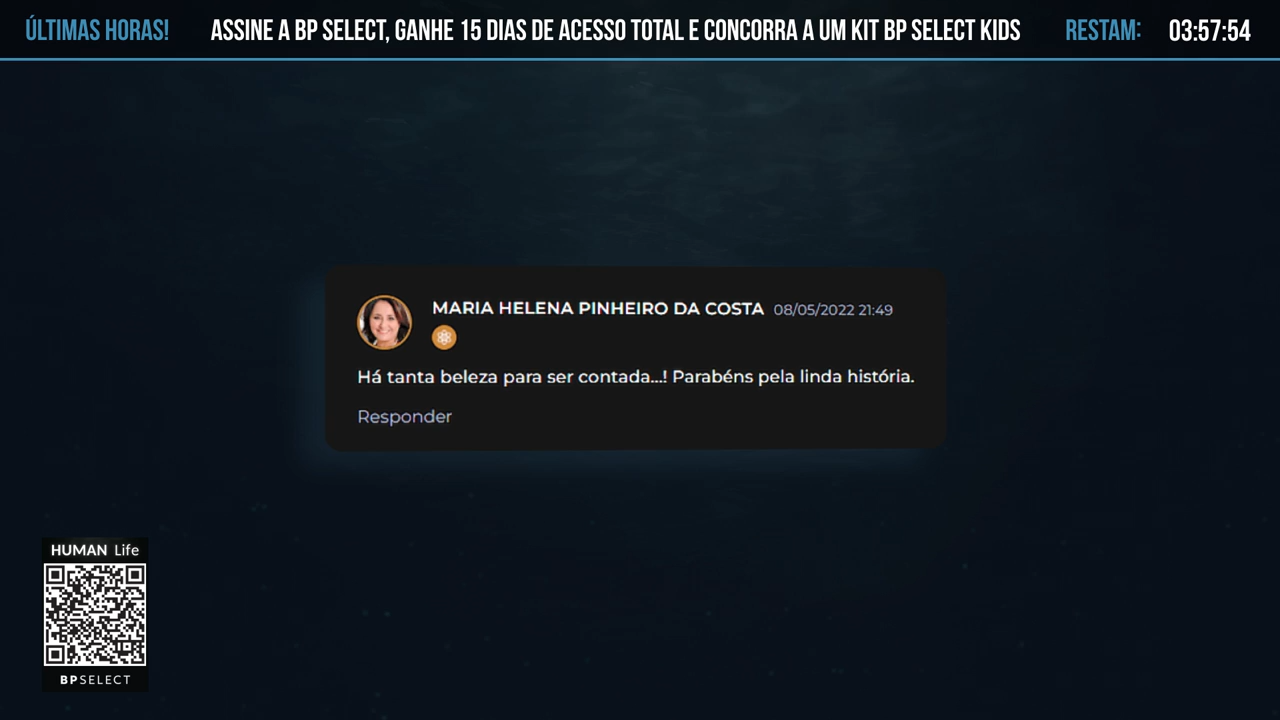 ÚLTIMAS HORAS! ASSINE A BP SELECT, GANHE 15 DIAS DE ACESSO TOTAL E CONCORRA A UM KIT BP SELECT KIDS RESTAM: 03:57:54
MARIA HELENA PINHEIRO DA COSTA 08/05/2022 21:49
Há tanta beleza para ser contada...! Parabéns pela linda história.
Responder
HUMAN Life
BPSELECT